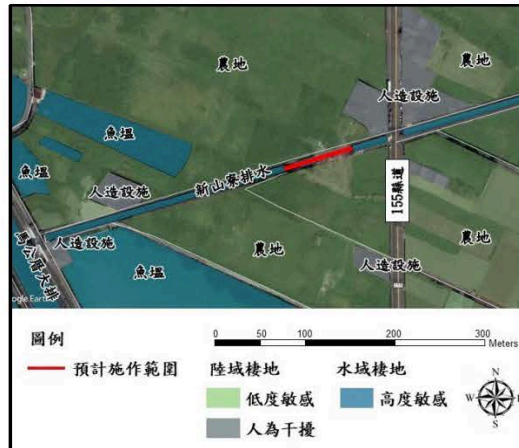 農地
農地
人造設施
魚塭
魚塭
人造設施
新山寮排水
155縣道
農地
農地
人造設施
魚塭
人造設施
ogle Earth
圖例
預計施作範圍
0 50 100 200 300
Meters
陸域棲地
水域棲地
低度敏感
高度敏感
人為干擾
N
W
E
S